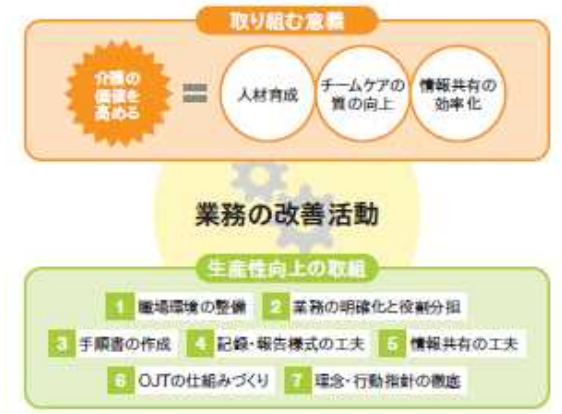 取り組む意義
介護の
価値を
高める
=
人材育成
チームケアの
質の向上
情報共有の
効率化
業務の改善活動
生産性向上の取組
1 職場環境の整備 2 業務の明確化と役割分担
3 手順書の作成 4 記録・報告様式の工夫 5 情報共有の工夫
6 OJTの仕組みづくり 7 理念・行動指針の徹底